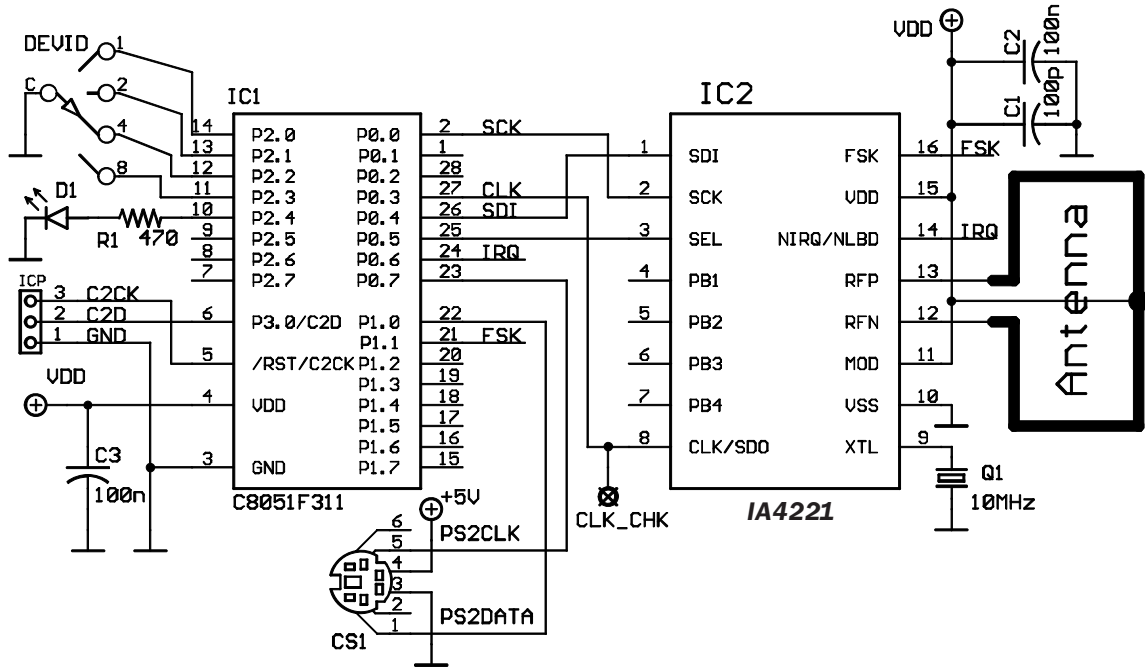 DEVID
1
C
2
4
8
D1
R1
470
ICP
3 C2CK
2 C2D
1 GND
VDD
C3
100n
IC1
14 P2.0 P0.0 2 SCK
13 P2.1 P0.1 1
12 P2.2 P0.2 28
11 P2.3 P0.3 27 CLK
10 P2.4 P0.4 26 SDI
9 P2.5 P0.5 25
8 P2.6 P0.6 24 IRQ
7 P2.7 P0.7 23
6 P3.0/C2D P1.0 22
P1.1 21 FSK
5 /RST/C2CK P1.2 20
P1.3 19
4 VDD P1.4 18
P1.5 17
P1.6 16
3 GND P1.7 15
C8051F311
+5V
6
5 PS2CLK
4
3
2 PS2DATA
1
CS1
CLK_CHK
IC2
1 SDI FSK 16 FSK
2 SCK VDD 15
3 SEL NIRQ/NLBD 14 IRQ
4 PB1 RFP 13
5 PB2 RFN 12
6 PB3 MOD 11
7 PB4 VSS 10
8 CLK/SDO XTL 9
IA4221
VDD
C2
100n
C1
100p
Antenna
Q1
10MHz